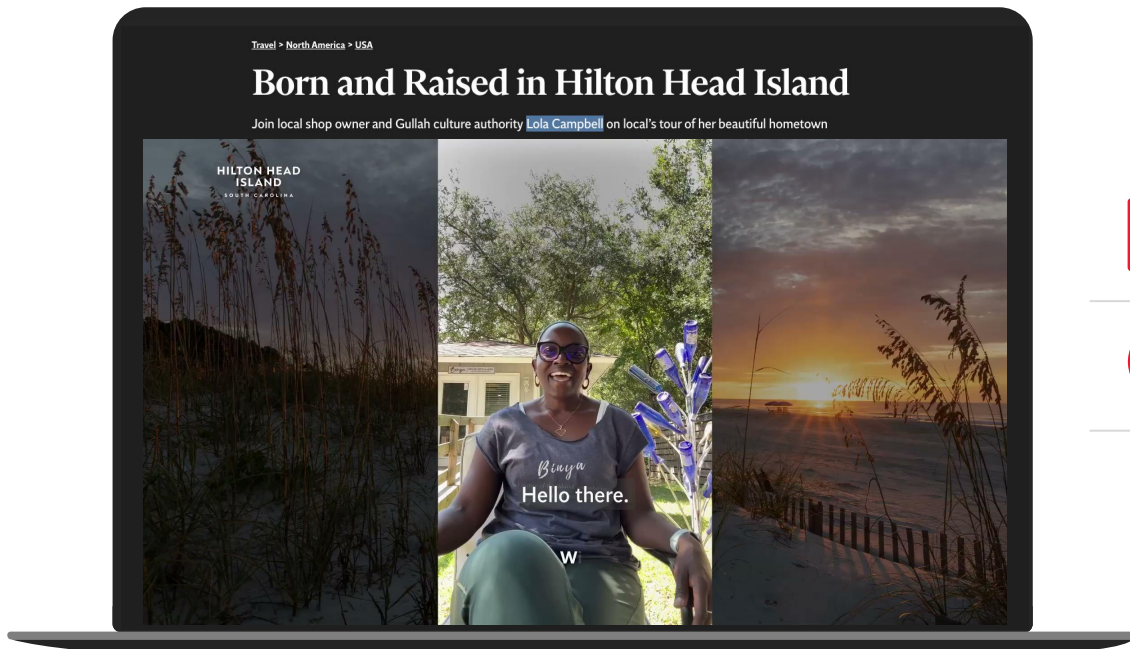 Travel > North America > USA
Born and Raised in Hilton Head Island
Join local shop owner and Gullah culture authority Lola Campbell on local's tour of her beautiful hometown
HILTON HEAD
ISLAND
SOUTH CAROLINA
Binya
Hello there.
W